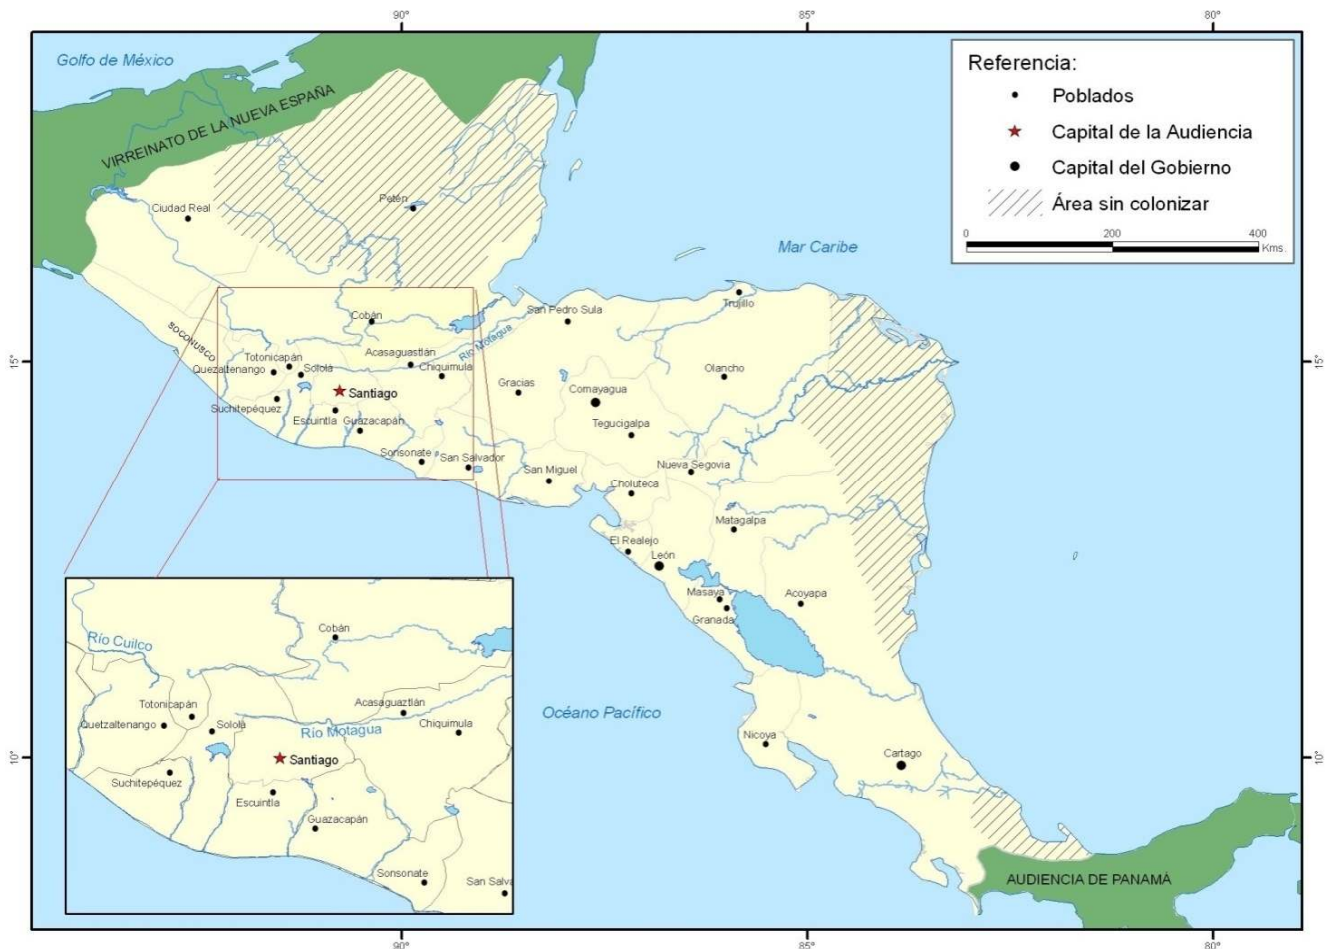 90°
85°
80°
Golfo de México
VIRREINATO DE LA NUEVA ESPAÑA
Referencia:
Poblados
Capital de la Audiencia
Capital del Gobierno
Área sin colonizar
0
200
400
Kms.
Ciudad Real
Petén
Mar Caribe
SOCONUSCO
Cobán
San Pedro Sula
Trujillo
Río Motagua
15°
15°
Totonicapán
Acasaguastlán
Quezaltenango
Sololá
Chiquimula
Olancho
Gracias
Comayagua
Santiago
Suchitepéquez
Escuintla
Guazacapán
Tegucigalpa
Sonsonate
San Salvador
San Miguel
Nueva Segovia
Choluteca
Matagalpa
El Realejo
León
Masaya
Acoyapa
Granada
Océano Pacífico
Nicoya
Cartago
10°
10°
AUDIENCIA DE PANAMÁ
Río Cuilco
Cobán
Totonicapán
Acasaguaztlán
Quetzaltenango
Sololá
Río Motagua
Chiquimula
Santiago
Suchitepéquez
Escuintla
Guazacapán
Sonsonate
San Salva
90°
85°
80°